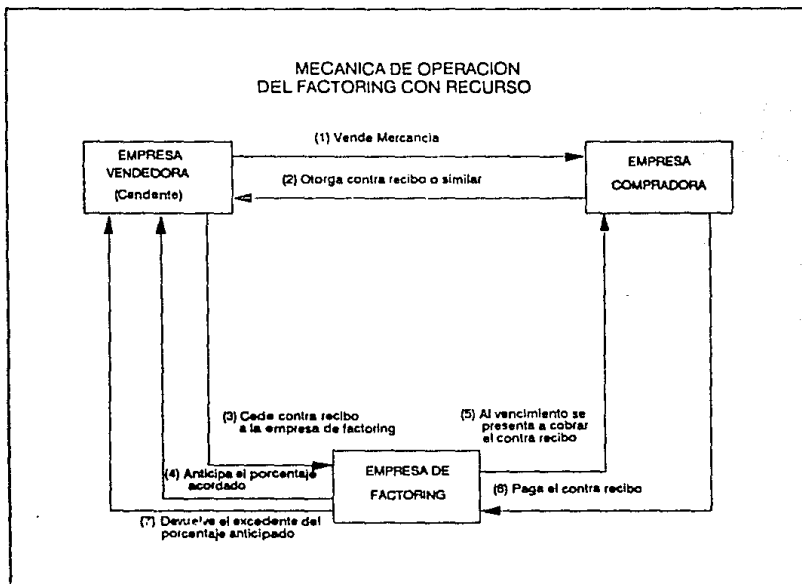 MECANICA DE OPERACION
DEL FACTORING CON RECURSO
(1) Vende Mercancia
EMPRESA
VENDEDORA
(Cendente)
EMPRESA
COMPRADORA
(2) Otorga contra recibo o similar
(3) Cede contra recibo
a la empresa de factoring
(5) Al vencimiento se
presenta a cobrar
el contra recibo
(4) Anticipa el porcentaje
acordado
EMPRESA DE
FACTORING
(6) Paga el contra recibo
(7) Devuelve el excedente del
porcentaje anticipado